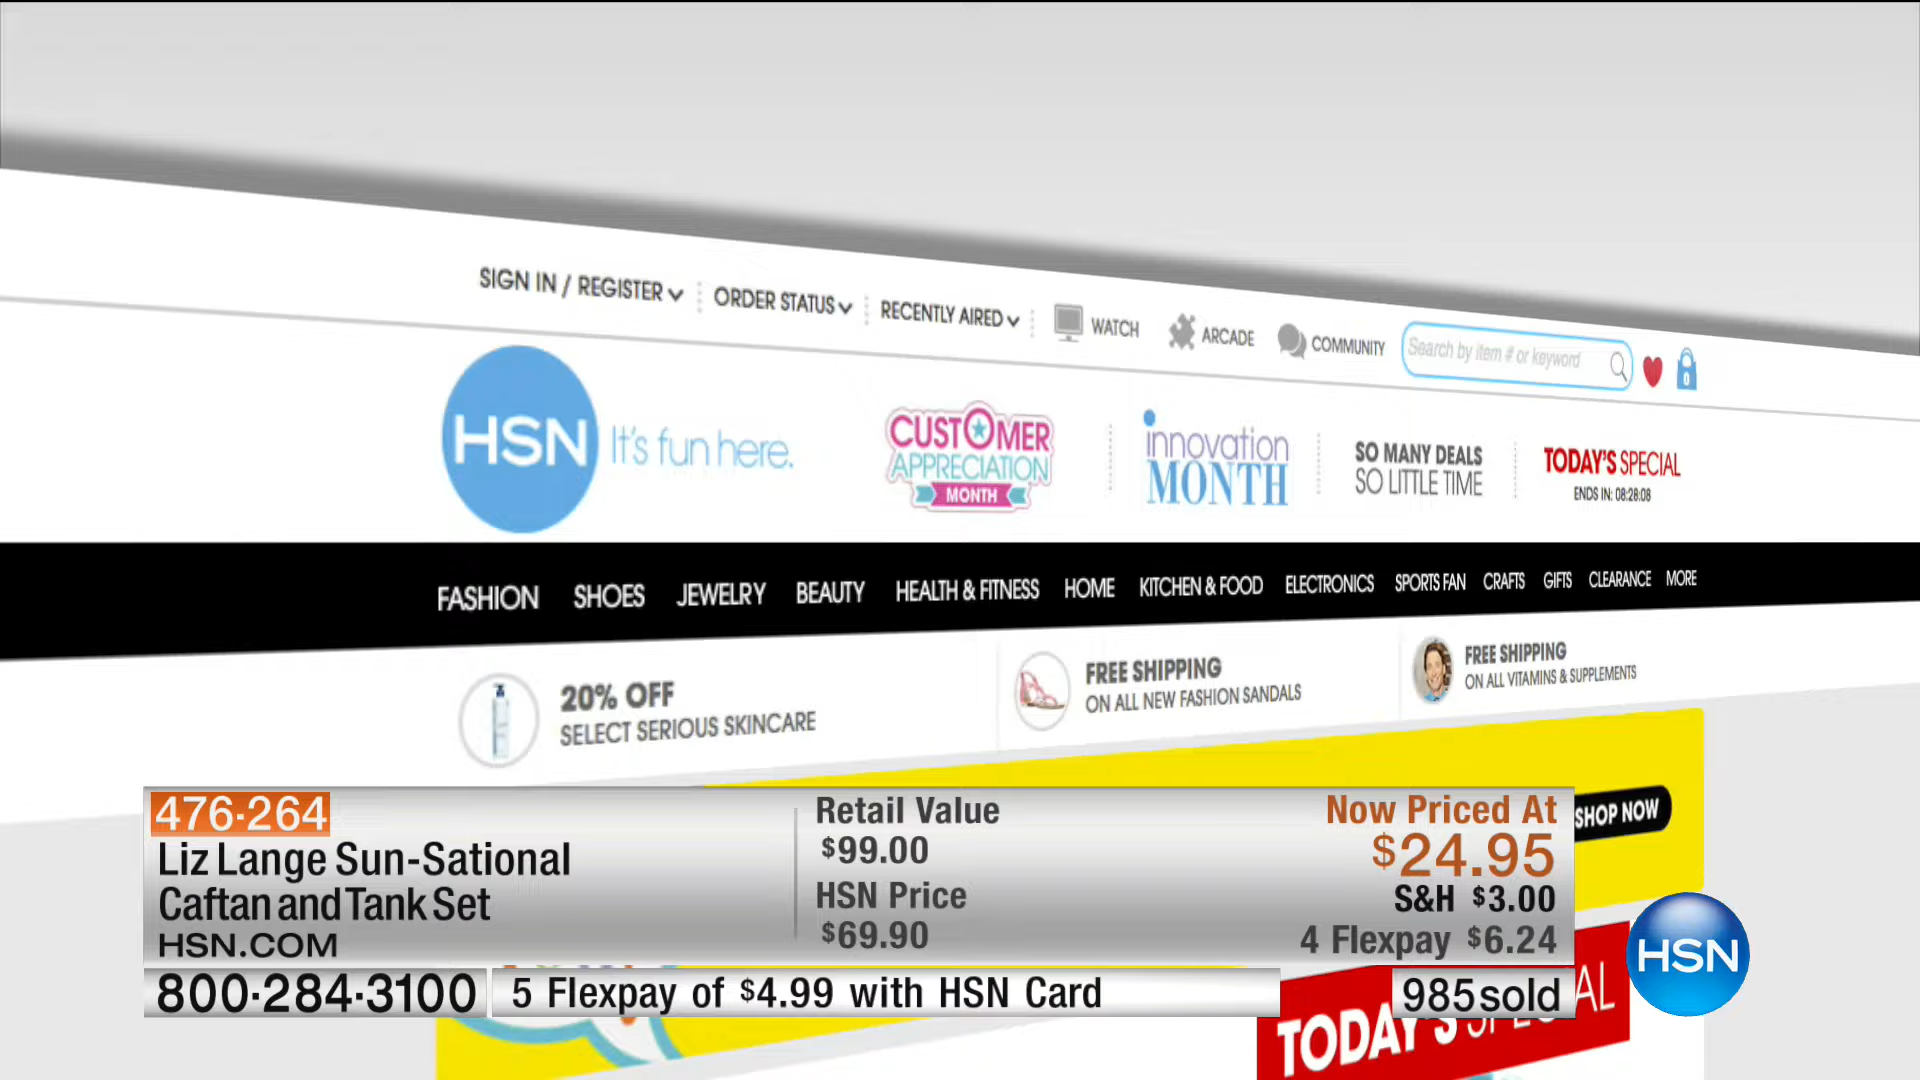 SIGN IN / REGISTER
ORDER STATUS
RECENTLY AIRED
WATCH
ARCADE
COMMUNITY
Search by item # or keyword
0
HSN It's fun here.
CUSTOMER
APPRECIATION
MONTH
innovation
MONTH
SO MANY DEALS
SO LITTLE TIME
TODAY'S SPECIAL
ENDS IN: 08:28:08
FASHION SHOES JEWELRY BEAUTY HEALTH & FITNESS HOME KITCHEN & FOOD ELECTRONICS SPORTS FAN CRAFTS GIFTS CLEARANCE MORE
20% OFF
SELECT SERIOUS SKINCARE
FREE SHIPPING
ON ALL NEW FASHION SANDALS
FREE SHIPPING
ON ALL VITAMINS & SUPPLEMENTS
SHOP NOW
476-264
Liz Lange Sun-Sational
Caftan and Tank Set
HSN.COM
Retail Value
$99.00
HSN Price
$69.90
Now Priced At
$24.95
S&H $3.00
4 Flexpay $6.24
800-284-3100
5 Flexpay of $4.99 with HSN Card
985 sold
HSN
TODAY'S SPECIAL